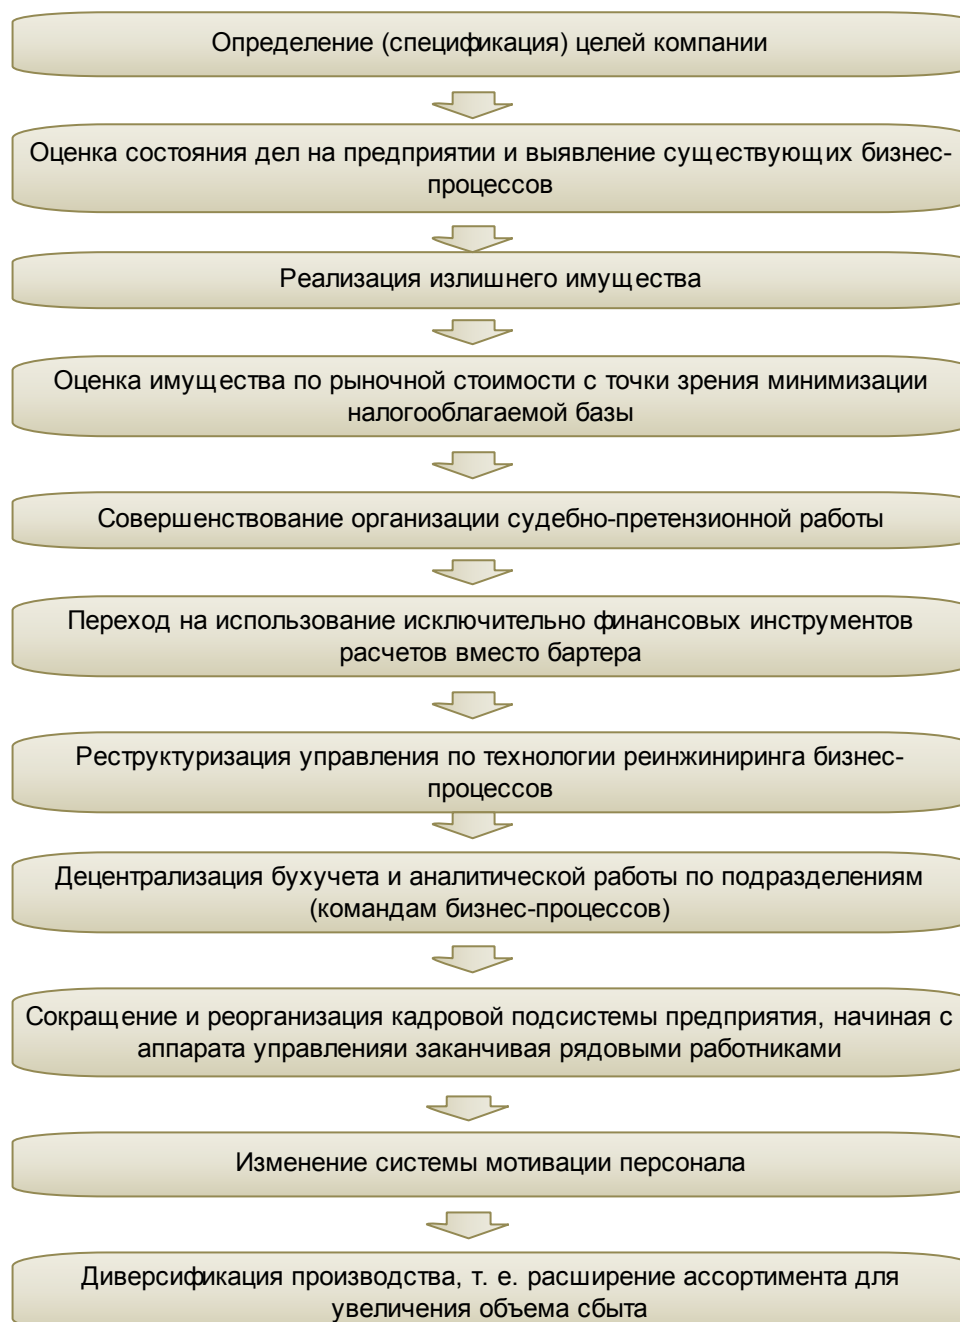 Определение (спецификация) целей компании
Оценка состояния дел на предприятии и выявление существующих бизнес-
процессов
Реализация излишнего имущества
Оценка имущества по рыночной стоимости с точки зрения минимизации
налогооблагаемой базы
Совершенствование организации судебно-претензионной работы
Переход на использование исключительно финансовых инструментов
расчетов вместо бартера
Реструктуризация управления по технологии реинжиниринга бизнес-
процессов
Децентрализация бухучета и аналитической работы по подразделениям
(командам бизнес-процессов)
Сокращение и реорганизация кадровой подсистемы предприятия, начиная с
аппарата управленияи заканчивая рядовыми работниками
Изменение системы мотивации персонала
Диверсификация производства, т. е. расширение ассортимента для
увеличения объема сбыта